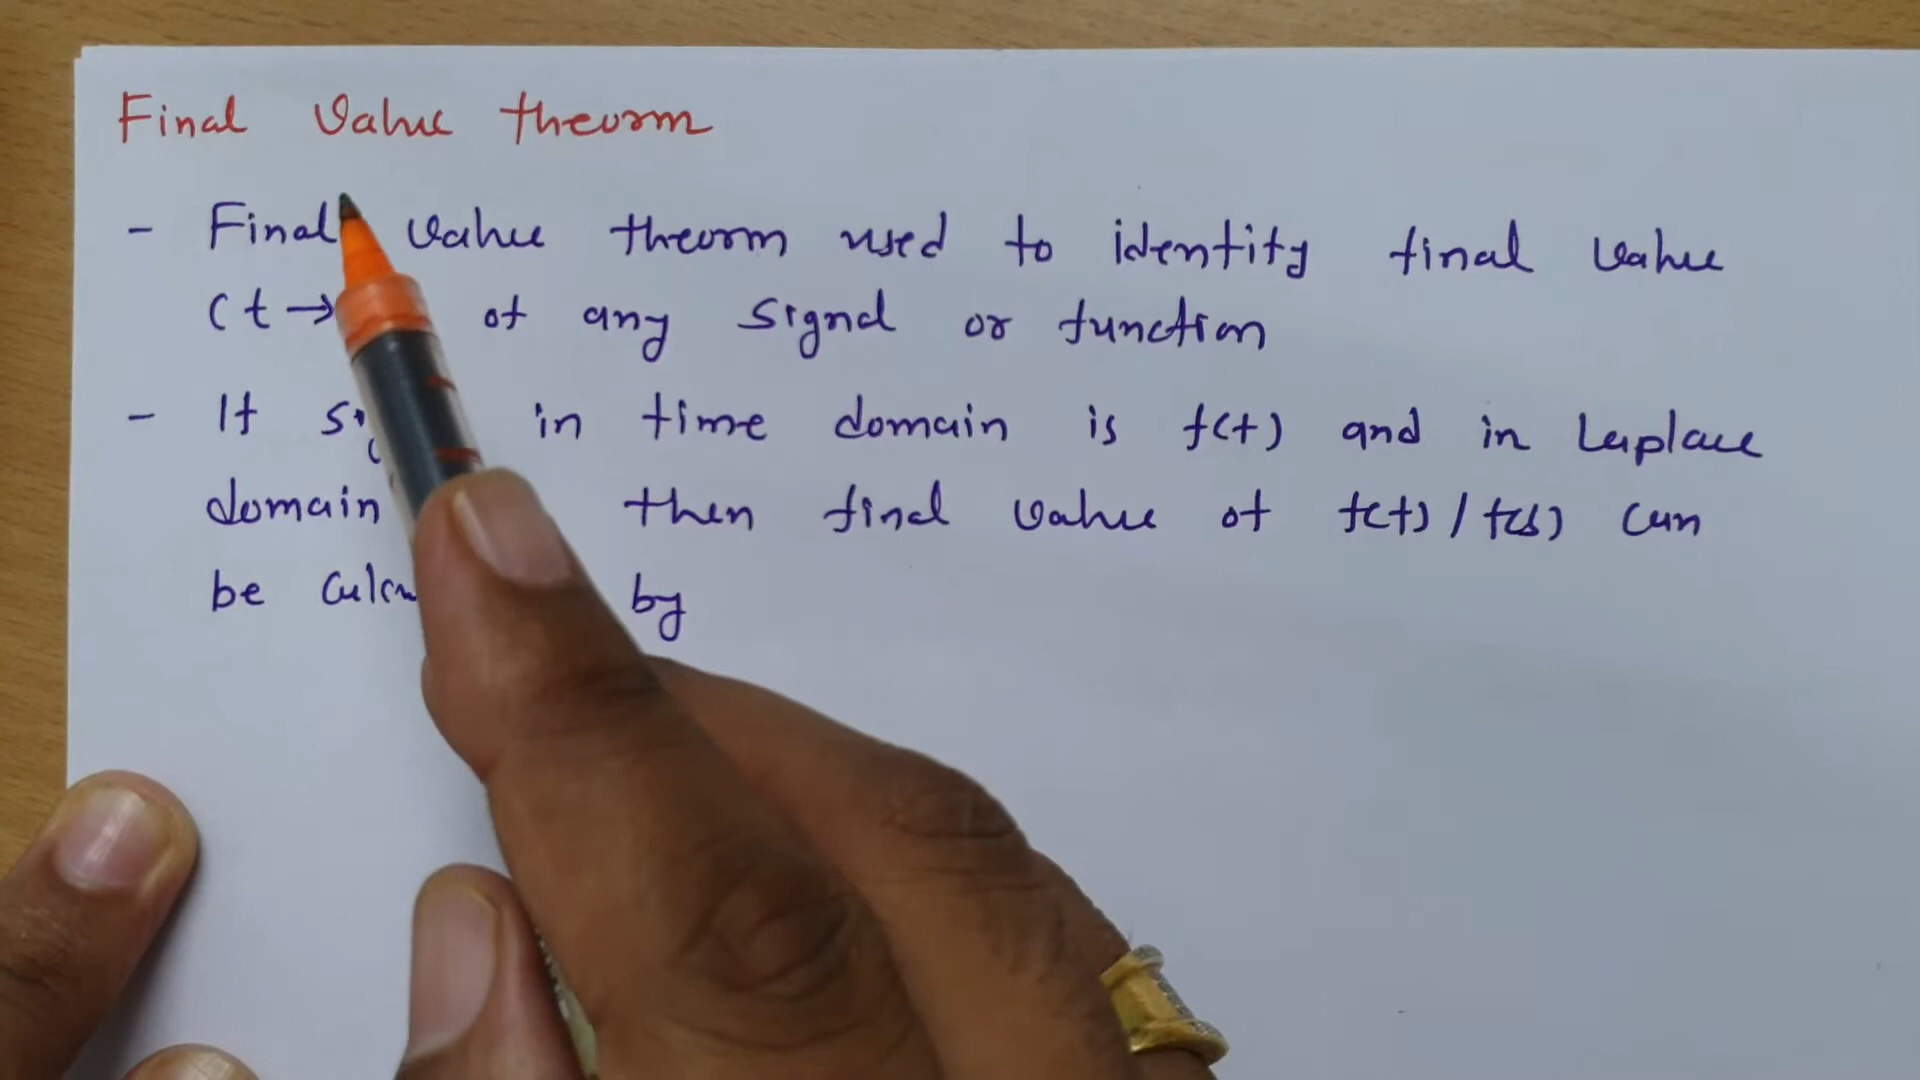 Final Value theorm
- Final value theorm used to identity final value
(t→ of any signal or function
- If in time domain is f(t) and in Laplace
domain then final value of f(t)/f(s) can
be by